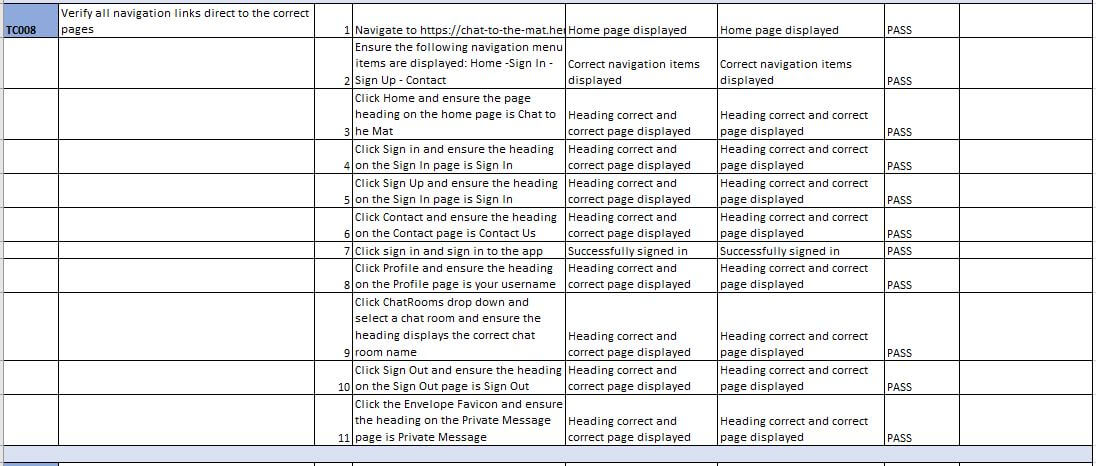 Verify all navigation links direct to the correct
TC008 pages 1 Navigate to https://chat-to-the-mat.he Home page displayed Home page displayed PASS
Ensure the following navigation menu
items are displayed: Home -Sign In - Correct navigation items Correct navigation items
2 Sign Up - Contact displayed displayed PASS
Click Home and ensure the page
heading on the home page is Chat to Heading correct and Heading correct and correct
3 he Mat correct page displayed page displayed PASS
Click Sign in and ensure the heading Heading correct and Heading correct and correct
4 on the Sign In page is Sign In correct page displayed page displayed PASS
Click Sign Up and ensure the heading Heading correct and Heading correct and correct
5 on the Sign In page is Sign In correct page displayed page displayed PASS
Click Contact and ensure the heading Heading correct and Heading correct and correct
6 on the Contact page is Contact Us correct page displayed page displayed PASS
7 Click sign in and sign in to the app Successfully signed in Successfully signed in PASS
Click Profile and ensure the heading Heading correct and Heading correct and correct
8 on the Profile page is your username correct page displayed page displayed PASS
Click ChatRooms drop down and
select a chat room and ensure the
heading displays the correct chat Heading correct and Heading correct and correct
9 room name correct page displayed page displayed PASS
Click Sign Out and ensure the heading Heading correct and Heading correct and correct
10 on the Sign Out page is Sign Out correct page displayed page displayed PASS
Click the Envelope Favicon and ensure
the heading on the Private Message Heading correct and Heading correct and correct
11 page is Private Message correct page displayed page displayed PASS